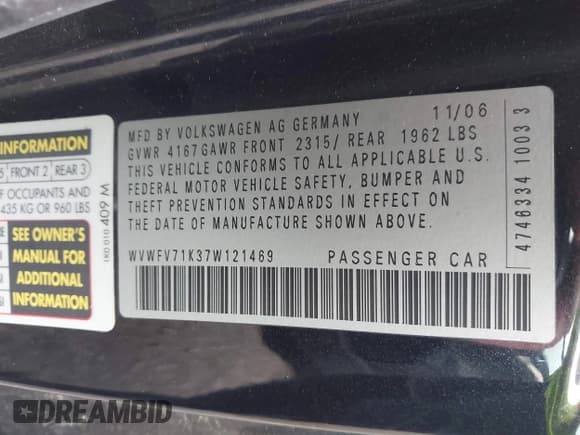 INFORMATION
5 FRONT 2 REAR 3
F OCCUPANTS AND
435 KG OR 960 LBS
SEE OWNER'S
MANUAL FOR
ADDITIONAL
INFORMATION
1K0 010 409 M
MFD BY VOLKSWAGEN AG GERMANY 11/06
GVWR 4167 GAWR FRONT 2315/ REAR 1962 LBS
THIS VEHICLE CONFORMS TO ALL APPLICABLE U.S.
FEDERAL MOTOR VEHICLE SAFETY, BUMPER AND
THEFT PREVENTION STANDARDS IN EFFECT ON
THE DATE OF MANUFACTURE SHOWN ABOVE.
WVWFV71K37W121469 PASSENGER CAR
4746334 1003 3
DREAMBID